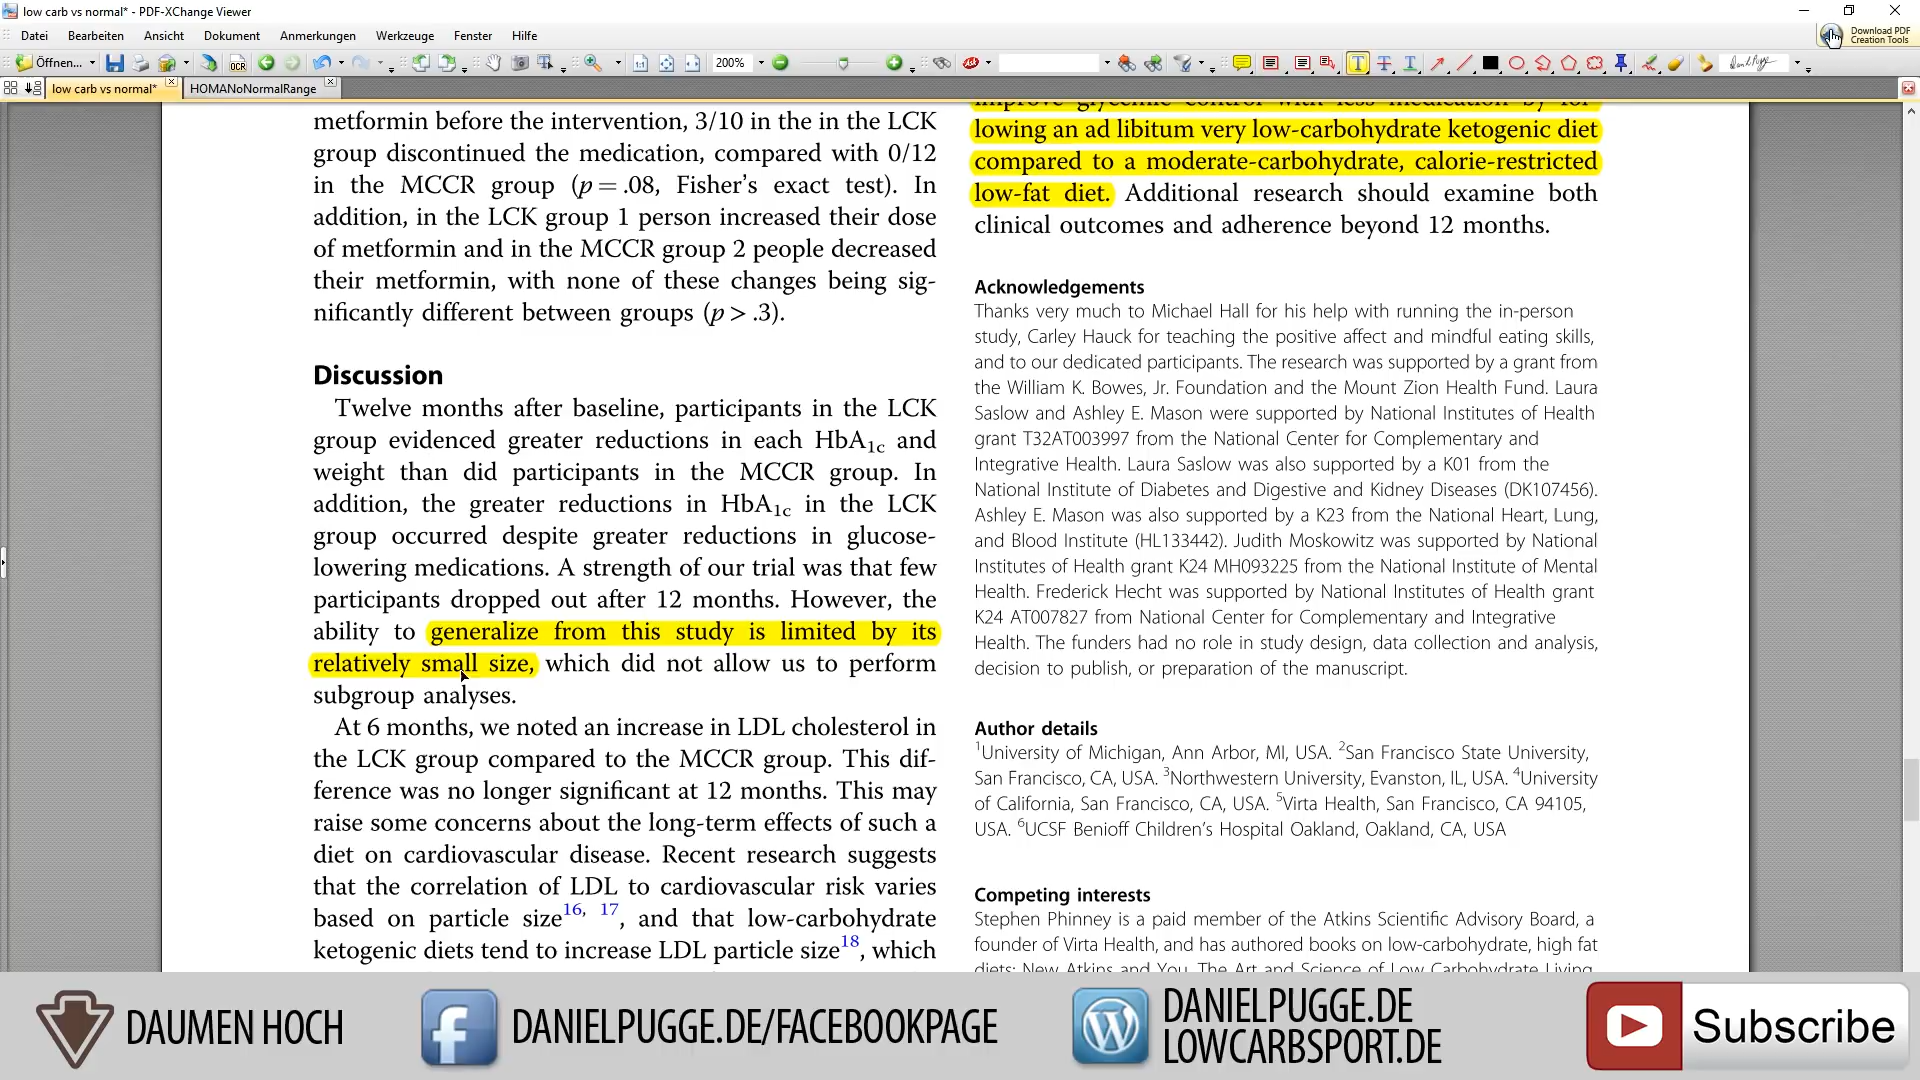 low carb vs normal* - PDF-XChange Viewer
Datei Bearbeiten Ansicht Dokument Anmerkungen Kommentare Werkzeuge Fenster Hilfe
Download PDF
Creation Tools
Öffnen...
OCR
200%
low carb vs normal*
HOMANoNormalRange
metformin before the intervention, 3/10 in the in the LCK
group discontinued the medication, compared with 0/12
in the MCCR group (p = .08, Fisher's exact test). In
addition, in the LCK group 1 person increased their dose
of metformin and in the MCCR group 2 people decreased
their metformin, with none of these changes being sig-
nificantly different between groups (p > .3).
Discussion
Twelve months after baseline, participants in the LCK
group evidenced greater reductions in each HbA1c and
weight than did participants in the MCCR group. In
addition, the greater reductions in HbA1c in the LCK
group occurred despite greater reductions in glucose-
lowering medications. A strength of our trial was that few
participants dropped out after 12 months. However, the
ability to generalize from this study is limited by its
relatively small size, which did not allow us to perform
subgroup analyses.
At 6 months, we noted an increase in LDL cholesterol in
the LCK group compared to the MCCR group. This dif-
ference was no longer significant at 12 months. This may
raise some concerns about the long-term effects of such a
diet on cardiovascular disease. Recent research suggests
that the correlation of LDL to cardiovascular risk varies
based on particle size16, 17, and that low-carbohydrate
ketogenic diets tend to increase LDL particle size18, which
improve glycemic control with less medication by fol-
lowing an ad libitum very low-carbohydrate ketogenic diet
compared to a moderate-carbohydrate, calorie-restricted
low-fat diet. Additional research should examine both
clinical outcomes and adherence beyond 12 months.
Acknowledgements
Thanks very much to Michael Hall for his help with running the in-person
study, Carley Hauck for teaching the positive affect and mindful eating skills,
and to our dedicated participants. The research was supported by a grant from
the William K. Bowes, Jr. Foundation and the Mount Zion Health Fund. Laura
Saslow and Ashley E. Mason were supported by National Institutes of Health
grant T32AT003997 from the National Center for Complementary and
Integrative Health. Laura Saslow was also supported by a K01 from the
National Institute of Diabetes and Digestive and Kidney Diseases (DK107456).
Ashley E. Mason was also supported by a K23 from the National Heart, Lung,
and Blood Institute (HL133442). Judith Moskowitz was supported by National
Institutes of Health grant K24 MH093225 from the National Institute of Mental
Health. Frederick Hecht was supported by National Institutes of Health grant
K24 AT007827 from National Center for Complementary and Integrative
Health. The funders had no role in study design, data collection and analysis,
decision to publish, or preparation of the manuscript.
Author details
1University of Michigan, Ann Arbor, MI, USA. 2San Francisco State University,
San Francisco, CA, USA. 3Northwestern University, Evanston, IL, USA. 4University
of California, San Francisco, CA, USA. 5Virta Health, San Francisco, CA 94105,
USA. 6UCSF Benioff Children's Hospital Oakland, Oakland, CA, USA
Competing interests
Stephen Phinney is a paid member of the Atkins Scientific Advisory Board, a
founder of Virta Health, and has authored books on low-carbohydrate, high fat
diets: New Atkins and You, The Art and Science of Low Carbohydrate Living,
DAUMEN HOCH
DANIELPUGGE.DE/FACEBOOKPAGE
DANIELPUGGE.DE
LOWCARBSPORT.DE
Subscribe